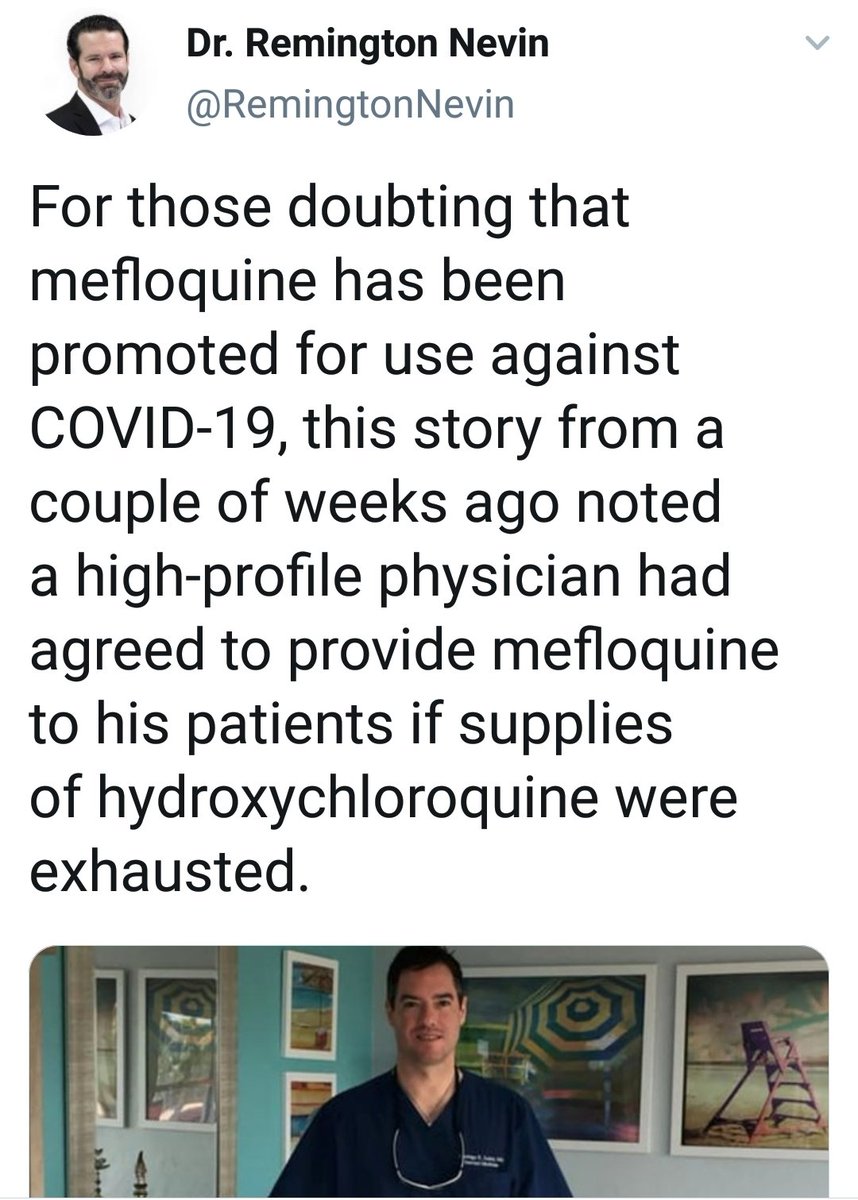 Dr. Remington Nevin
@RemingtonNevin
For those doubting that
mefloquine has been
promoted for use against
COVID-19, this story from a
couple of weeks ago noted
a high-profile physician had
agreed to provide mefloquine
to his patients if supplies
of hydroxychloroquine were
exhausted.